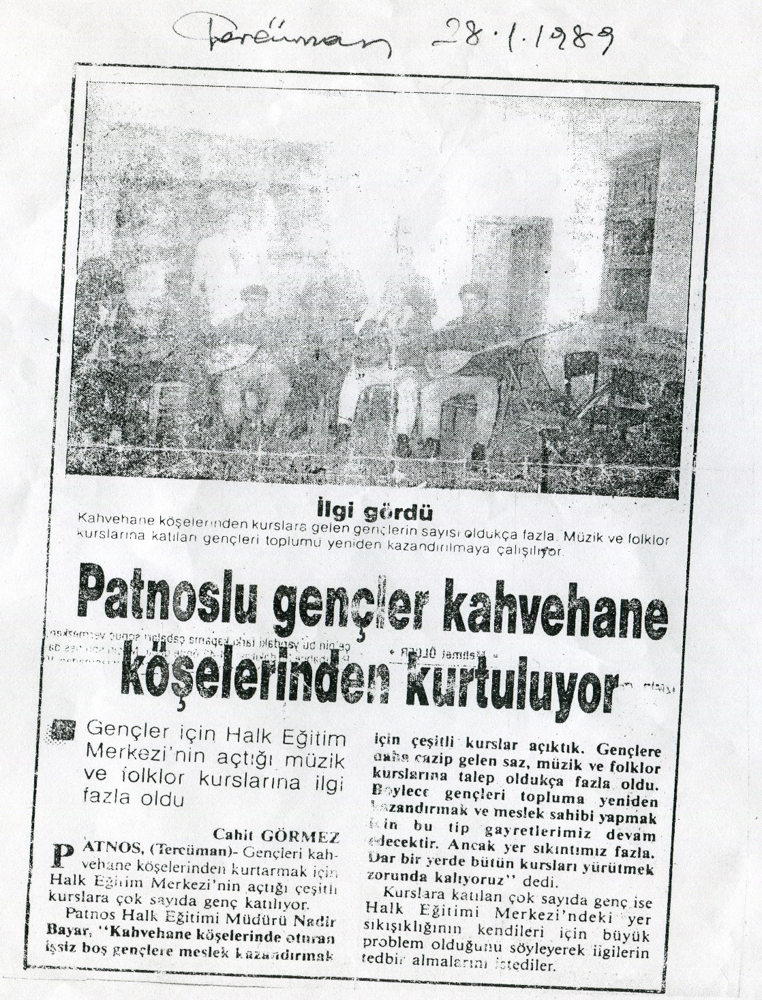 Tercüman 28.1.1989
İlgi gördü
Kahvehane köşelerinden kurslara gelen gençlerin sayısı oldukça fazla. Müzik ve folklor
kurslarına katılan gençleri toplumu yeniden kazandırılmaya çalışılıyor.
Patnoslu gençler kahvehane
köşelerinden kurtuluyor
Gençler için Halk Eğitim
Merkezi'nin açtığı müzik
ve folklor kurslarına ilgi
fazla oldu
Cahit GÖRMEZ
PATNOS, (Tercüman)- Gençleri kah-
vehane köşelerinden kurtarmak için
Halk Eğitim Merkezi'nin açtığı çeşitli
kurslara çok sayıda genç katılıyor.
Patnos Halk Eğitimi Müdürü Nadir
Bayar, "Kahvehane köşelerinde oturan
işsiz boş gençlere meslek kazandırmak
için çeşitli kurslar açıktık. Gençlere
daha cazip gelen saz, müzik ve folklor
kurslarına talep oldukça fazla oldu.
Böylece gençleri topluma yeniden
kazandırmak ve meslek sahibi yapmak
için bu tip gayretlerimiz devam
edecektir. Ancak yer sıkıntımız fazla.
Dar bir yerde bütün kursları yürütmek
zorunda kalıyoruz" dedi.
Kurslara katılan çok sayıda genç ise
Halk Eğitimi Merkezi'ndeki yer
sıkışıklığının kendileri için büyük
problem olduğunu söyleyerek ilgilerin
tedbir almalarını istediler.